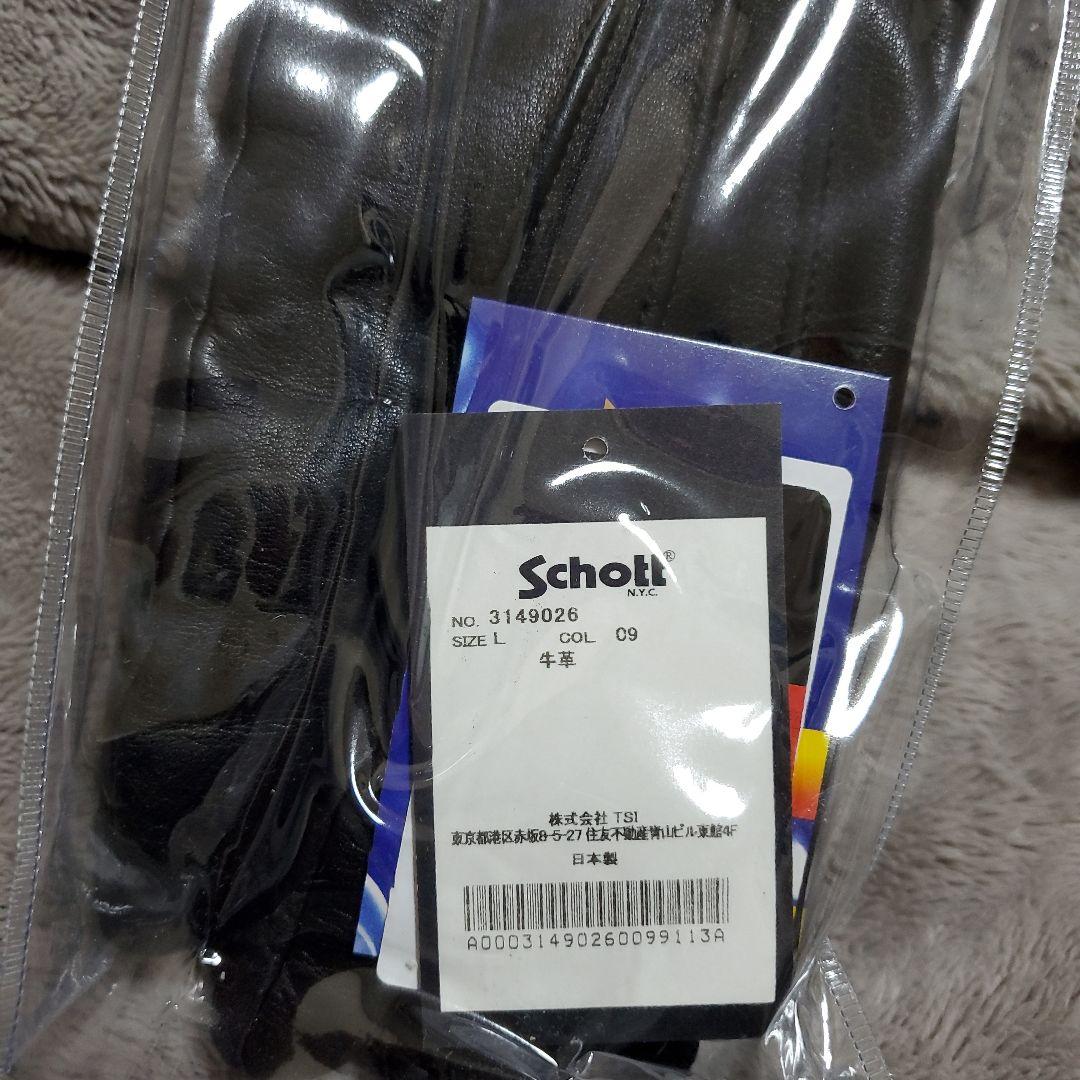 Schott®
N.Y.C.
NO. 3149026
SIZE L COL 09
牛革
株式会社 TSI
東京都港区赤坂8-5-27 住友不動産青山ビル東館4F
日本製
A00031490260099113A